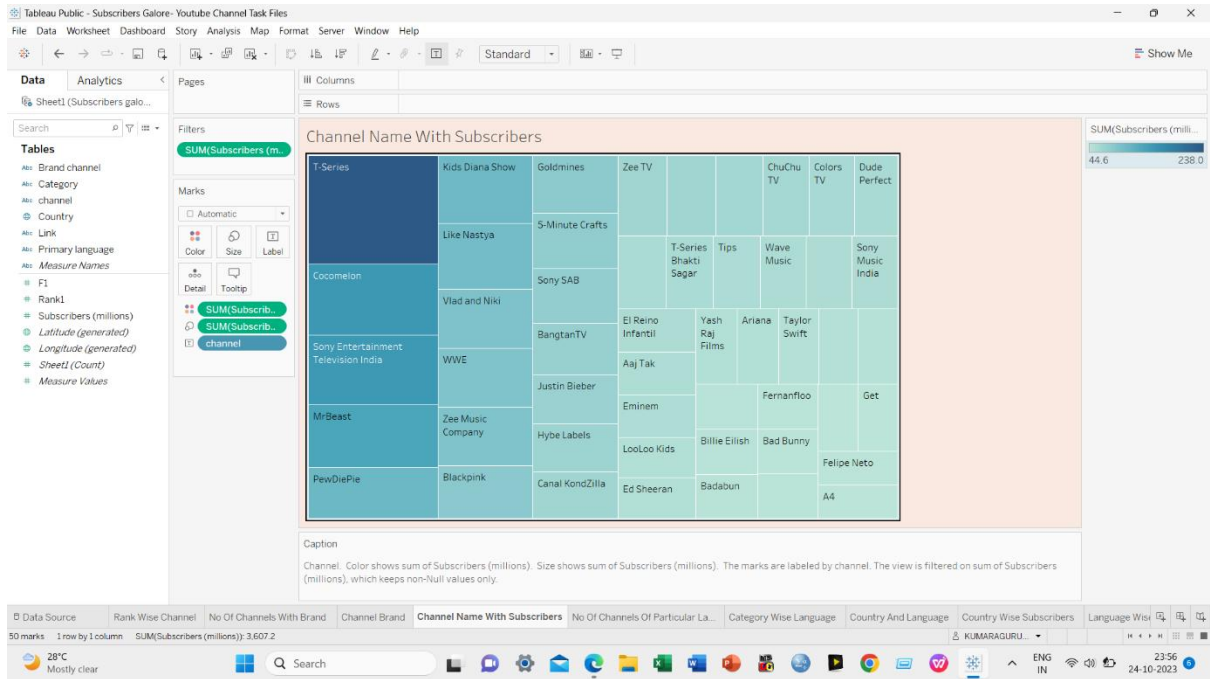 Tableau Public - Subscribers Galore- Youtube Channel Task Files
File Data Worksheet Dashboard Story Analysis Map Format Server Window Help
Standard
Show Me
Data Analytics
Sheet1 (Subscribers galo...
Search
Tables
Abc Brand channel
Abc Category
Abc channel
Country
Abc Link
Abc Primary language
Abc Measure Names
# F1
# Rank1
# Subscribers (millions)
Latitude (generated)
Longitude (generated)
# Sheet1 (Count)
# Measure Values
Pages
Filters
SUM(Subscribers (m..
Marks
Automatic
Color Size Label
Detail Tooltip
SUM(Subscrib..
SUM(Subscrib..
channel
Columns
Rows
Channel Name With Subscribers
T-Series
Cocomelon
Sony Entertainment
Television India
MrBeast
PewDiePie
Kids Diana Show
Like Nastya
Vlad and Niki
WWE
Zee Music
Company
Blackpink
Goldmines
5-Minute Crafts
Sony SAB
BangtanTV
Justin Bieber
Hybe Labels
Canal KondZilla
Zee TV
ChuChu
TV
Colors
TV
Dude
Perfect
T-Series
Bhakti
Sagar
Tips
Wave
Music
Sony
Music
India
El Reino
Infantil
Aaj Tak
Eminem
LooLoo Kids
Ed Sheeran
Yash
Raj
Films
Ariana
Taylor
Swift
Fernanfloo
Get
Billie Eilish
Bad Bunny
Badabun
Felipe Neto
A4
SUM(Subscribers (milli...
44.6 238.0
Caption
Channel. Color shows sum of Subscribers (millions). Size shows sum of Subscribers (millions). The marks are labeled by channel. The view is filtered on sum of Subscribers
(millions), which keeps non-Null values only.
Data Source Rank Wise Channel No Of Channels With Brand Channel Brand Channel Name With Subscribers No Of Channels Of Particular La... Category Wise Language Country And Language Country Wise Subscribers Language Wis
50 marks 1 row by 1 column SUM(Subscribers (millions)): 3,607.2
KUMARAGURU...
28°C
Mostly clear
Search
ENG
IN
23:56
24-10-2023
6